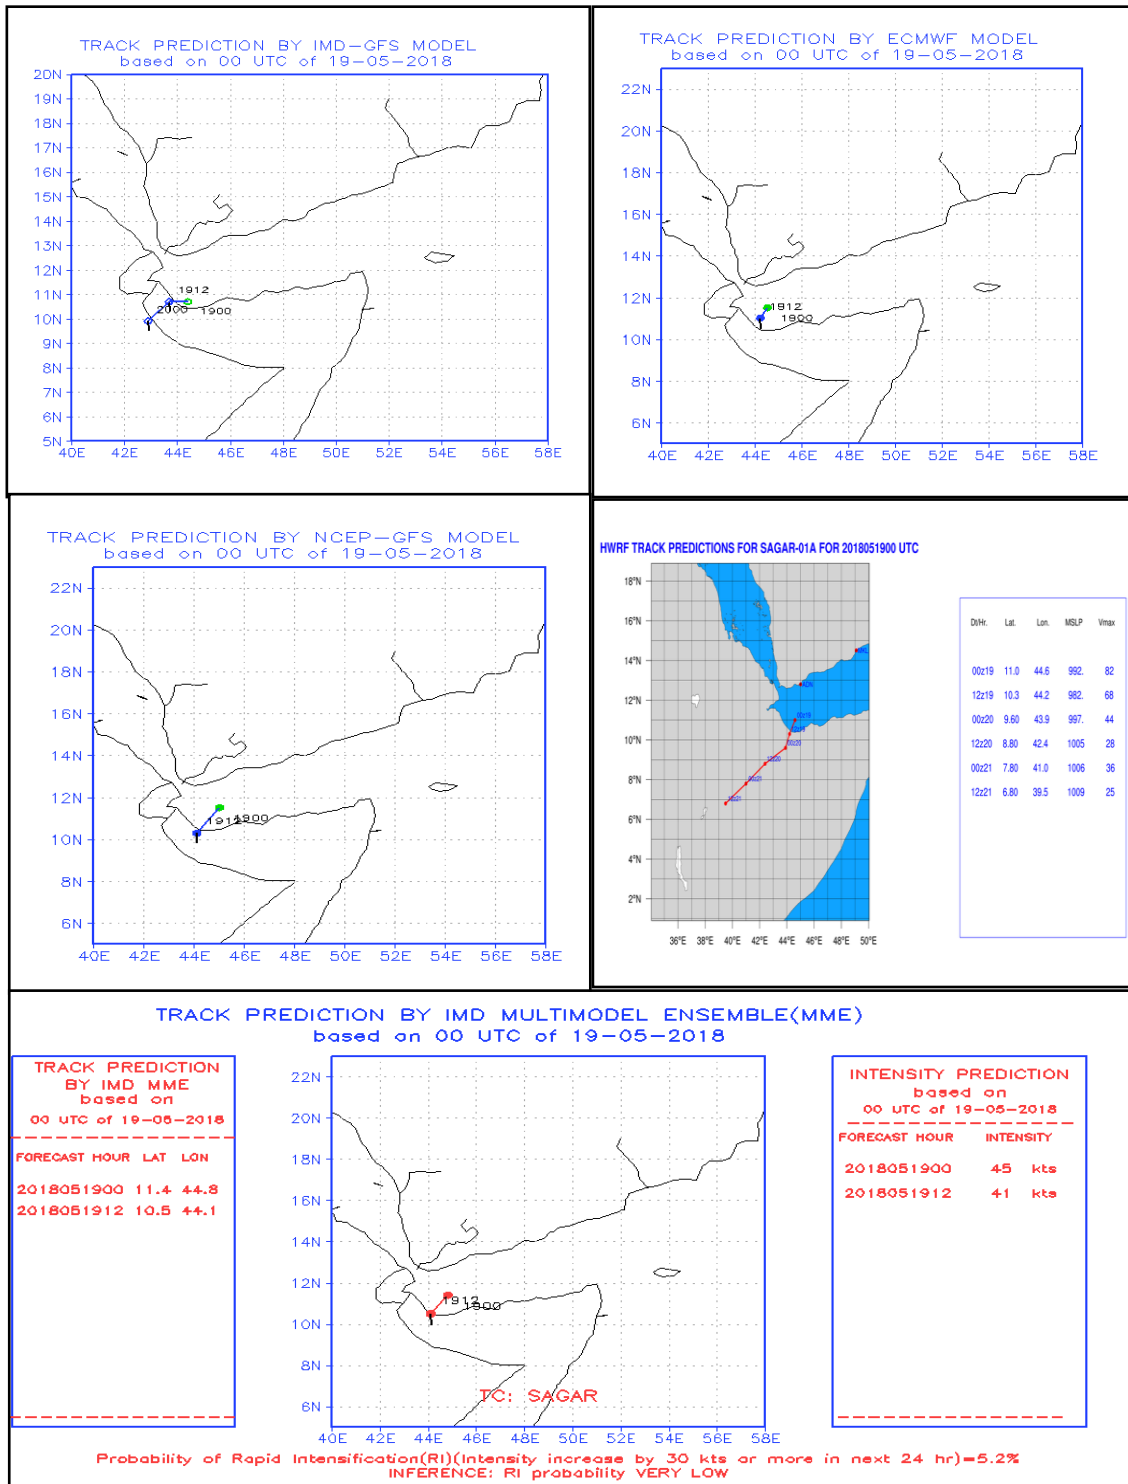 TRACK PREDICTION BY IMD-GFS MODEL
based on 00 UTC of 19-05-2018
20N
19N
18N
17N
16N
15N
14N
13N
12N
11N
10N
9N
8N
7N
6N
5N
1912
2000
1900
40E 42E 44E 46E 48E 50E 52E 54E 56E 58E
TRACK PREDICTION BY ECMWF MODEL
based on 00 UTC of 19-05-2018
22N
20N
18N
16N
14N
12N
10N
8N
6N
1912
1900
40E 42E 44E 46E 48E 50E 52E 54E 56E 58E
TRACK PREDICTION BY NCEP-GFS MODEL
based on 00 UTC of 19-05-2018
22N
20N
18N
16N
14N
12N
10N
8N
6N
1912 1900
40E 42E 44E 46E 48E 50E 52E 54E 56E 58E
HWRF TRACK PREDICTIONS FOR SAGAR-01A FOR 2018051900 UTC
18°N
16°N
14°N
12°N
10°N
8°N
6°N
4°N
2°N
ADN
00z19
00z20
12z20
00z21
12z21
36°E 38°E 40°E 42°E 44°E 46°E 48°E 50°E
Dt/Hr. Lat. Lon. MSLP Vmax
00z19 11.0 44.6 992. 82
12z19 10.3 44.2 982. 68
00z20 9.60 43.9 997. 44
12z20 8.80 42.4 1005 28
00z21 7.80 41.0 1006 36
12z21 6.80 39.5 1009 25
TRACK PREDICTION BY IMD MULTIMODEL ENSEMBLE(MME)
based on 00 UTC of 19-05-2018
TRACK PREDICTION
BY IMD MME
based on
00 UTC of 19-05-2018
FORECAST HOUR LAT LON
2018051900 11.4 44.8
2018051912 10.5 44.1
22N
20N
18N
16N
14N
12N
10N
8N
6N
1912
1900
TC: SAGAR
40E 42E 44E 46E 48E 50E 52E 54E 56E 58E
INTENSITY PREDICTION
based on
00 UTC of 19-05-2018
FORECAST HOUR INTENSITY
2018051900 45 kts
2018051912 41 kts
Probability of Rapid Intensification(RI)(Intensity increase by 30 kts or more in next 24 hr)=5.2%
INFERENCE: RI probability VERY LOW